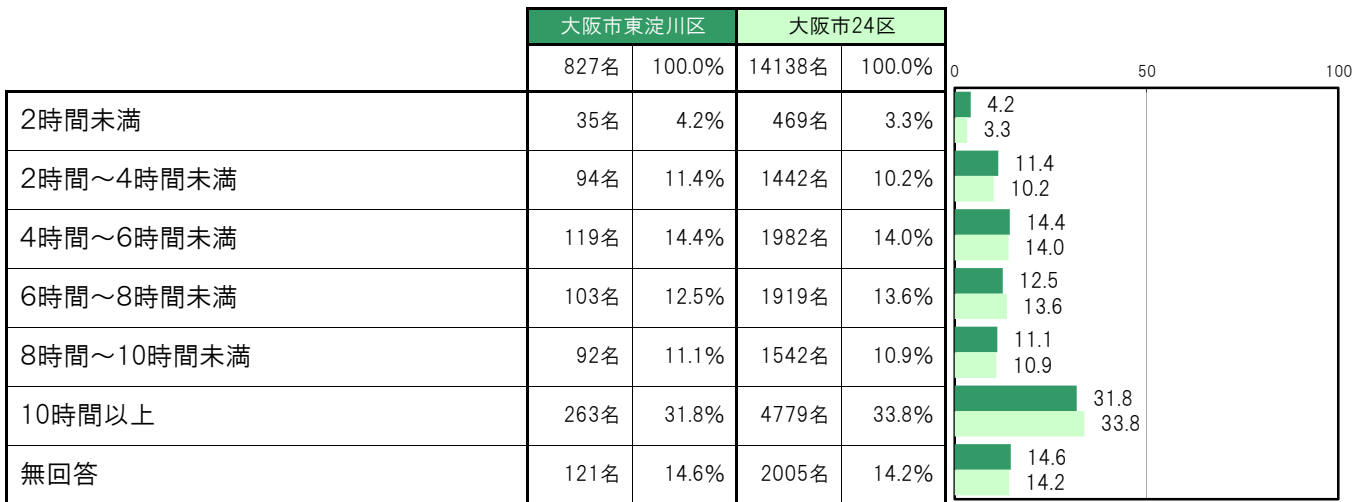 大阪市東淀川区 大阪市24区
827名 100.0% 14138名 100.0% 0 50 100
2時間未満 35名 4.2% 469名 3.3% 4.2
3.3
2時間～4時間未満 94名 11.4% 1442名 10.2% 11.4
10.2
4時間～6時間未満 119名 14.4% 1982名 14.0% 14.4
14.0
6時間～8時間未満 103名 12.5% 1919名 13.6% 12.5
13.6
8時間～10時間未満 92名 11.1% 1542名 10.9% 11.1
10.9
10時間以上 263名 31.8% 4779名 33.8% 31.8
33.8
無回答 121名 14.6% 2005名 14.2% 14.6
14.2